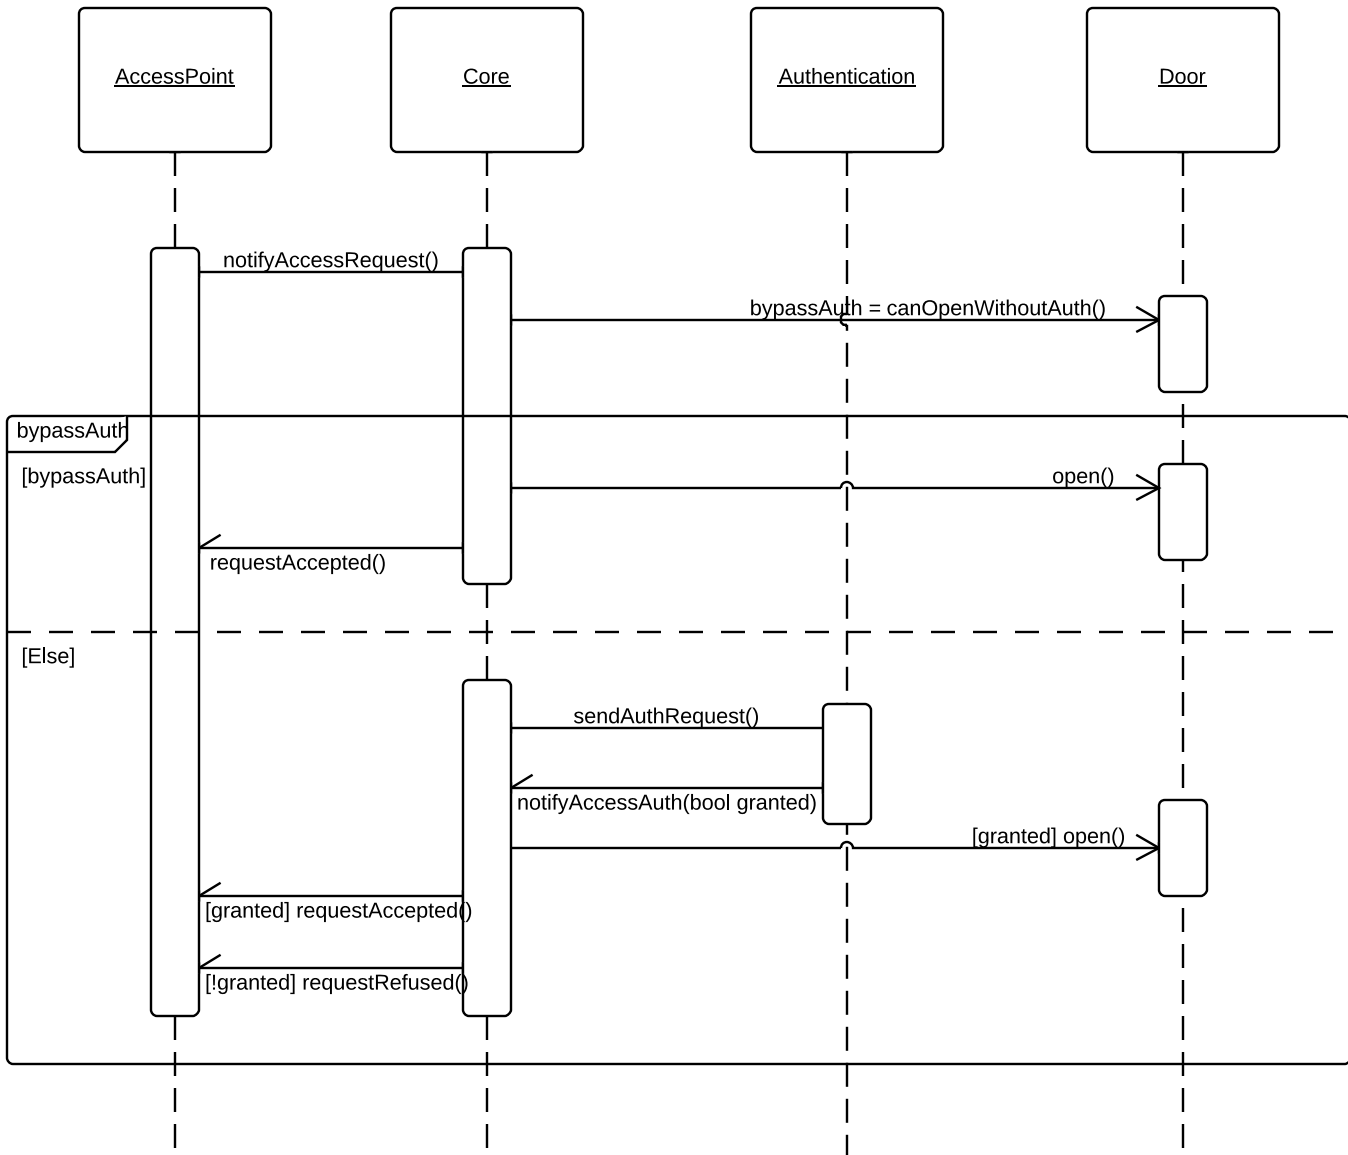 AccessPoint
Core
Authentication
Door
notifyAccessRequest()
bypassAuth = canOpenWithoutAuth()
bypassAuth
[bypassAuth]
open()
requestAccepted()
[Else]
sendAuthRequest()
notifyAccessAuth(bool granted)
[granted] open()
[granted] requestAccepted()
[!granted] requestRefused()